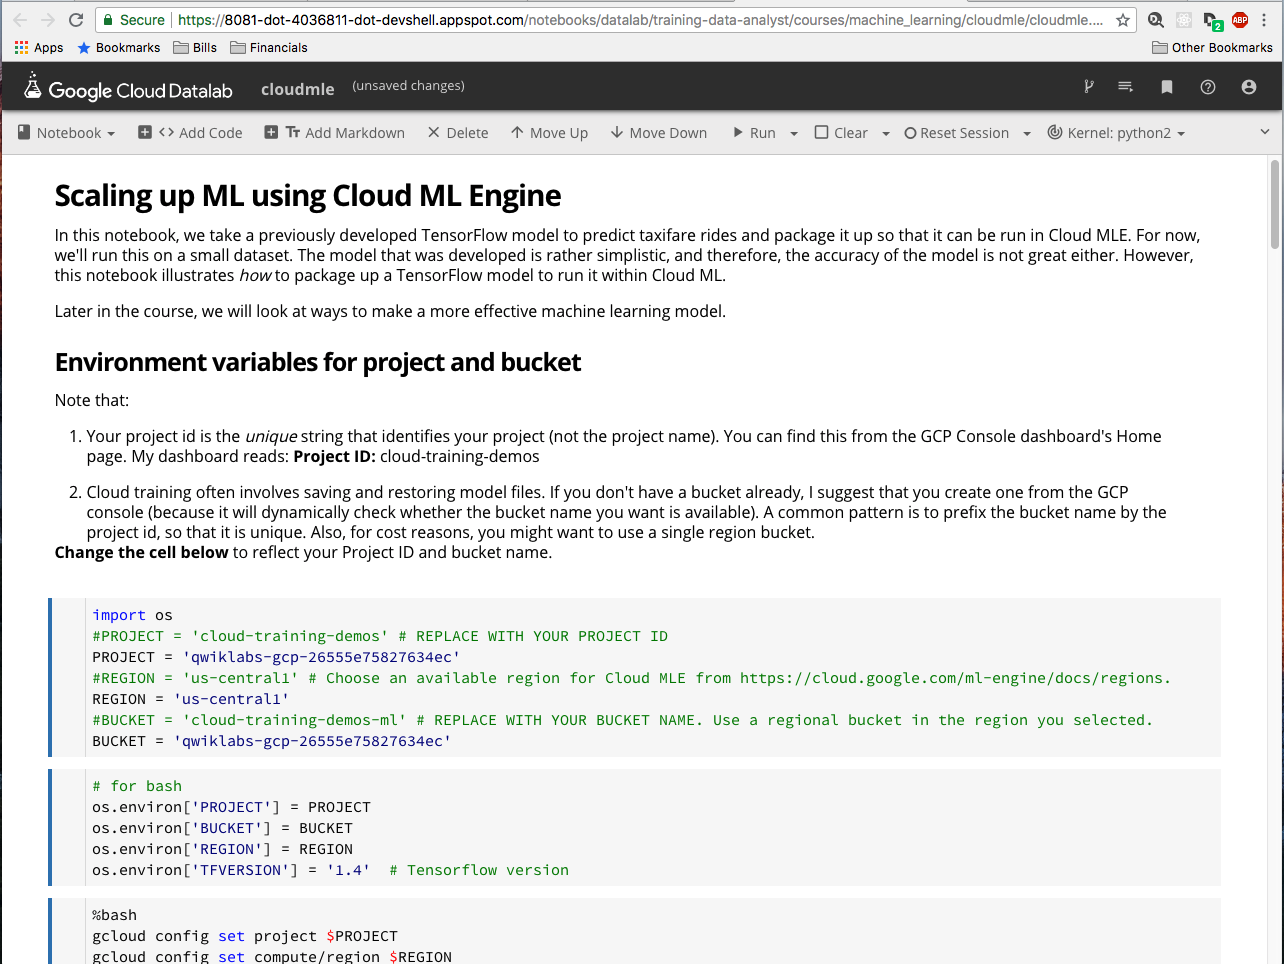 Secure https://8081-dot-4036811-dot-devshell.appspot.com/notebooks/datalab/training-data-analyst/courses/machine_learning/cloudmle/cloudmle....
2 ABP
Apps Bookmarks Bills Financials Other Bookmarks
Google Cloud Datalab cloudmle (unsaved changes)
Notebook <> Add Code Tт Add Markdown Delete Move Up Move Down Run Clear Reset Session Kernel: python2
Scaling up ML using Cloud ML Engine
In this notebook, we take a previously developed TensorFlow model to predict taxifare rides and package it up so that it can be run in Cloud MLE. For now,
we'll run this on a small dataset. The model that was developed is rather simplistic, and therefore, the accuracy of the model is not great either. However,
this notebook illustrates how to package up a TensorFlow model to run it within Cloud ML.
Later in the course, we will look at ways to make a more effective machine learning model.
Environment variables for project and bucket
Note that:
1. Your project id is the unique string that identifies your project (not the project name). You can find this from the GCP Console dashboard's Home
page. My dashboard reads: Project ID: cloud-training-demos
2. Cloud training often involves saving and restoring model files. If you don't have a bucket already, I suggest that you create one from the GCP
console (because it will dynamically check whether the bucket name you want is available). A common pattern is to prefix the bucket name by the
project id, so that it is unique. Also, for cost reasons, you might want to use a single region bucket.
Change the cell below to reflect your Project ID and bucket name.
import os
#PROJECT = 'cloud-training-demos' # REPLACE WITH YOUR PROJECT ID
PROJECT = 'qwiklabs-gcp-26555e75827634ec'
#REGION = 'us-central1' # Choose an available region for Cloud MLE from https://cloud.google.com/ml-engine/docs/regions.
REGION = 'us-central1'
#BUCKET = 'cloud-training-demos-ml' # REPLACE WITH YOUR BUCKET NAME. Use a regional bucket in the region you selected.
BUCKET = 'qwiklabs-gcp-26555e75827634ec'
# for bash
os.environ['PROJECT'] = PROJECT
os.environ['BUCKET'] = BUCKET
os.environ['REGION'] = REGION
os.environ['TFVERSION'] = '1.4' # Tensorflow version
%bash
gcloud config set project $PROJECT
gcloud config set compute/region $REGION